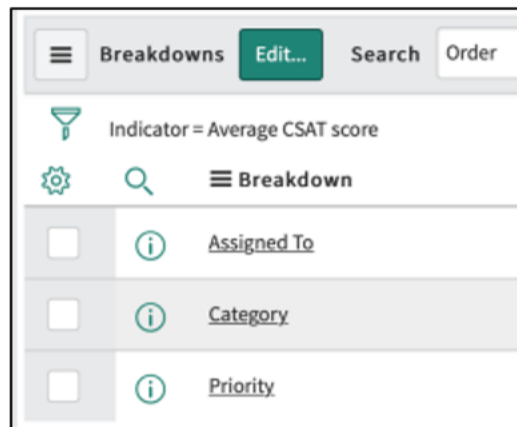 Breakdowns Edit... Search Order
Indicator = Average CSAT score
Breakdown
Assigned To
Category
Priority